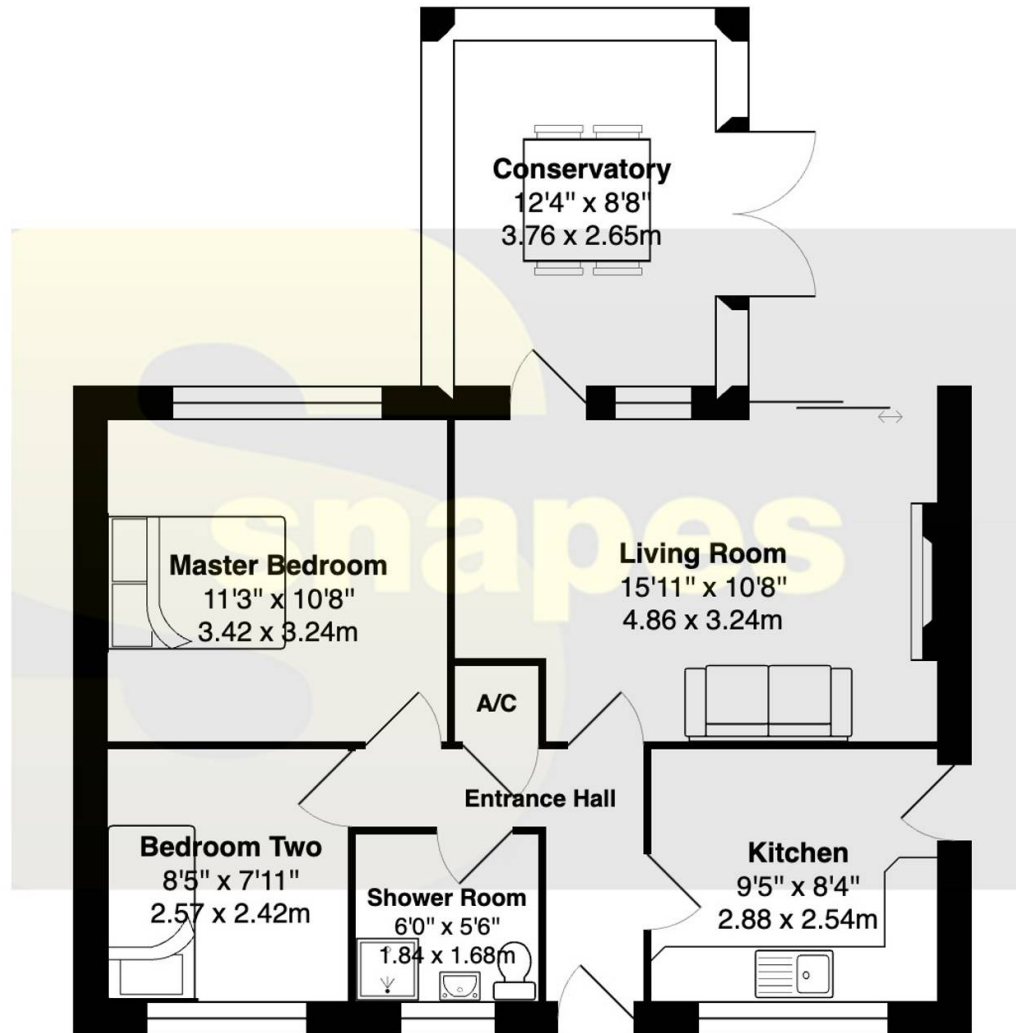 Conservatory
12'4" x 8'8"
3.76 x 2.65m
snapes
Master Bedroom
11'3" x 10'8"
3.42 x 3.24m
Living Room
15'11" x 10'8"
4.86 x 3.24m
A/C
Entrance Hall
Bedroom Two
8'5" x 7'11"
2.57 x 2.42m
Shower Room
6'0" x 5'6"
1.84 x 1.68m
Kitchen
9'5" x 8'4"
2.88 x 2.54m